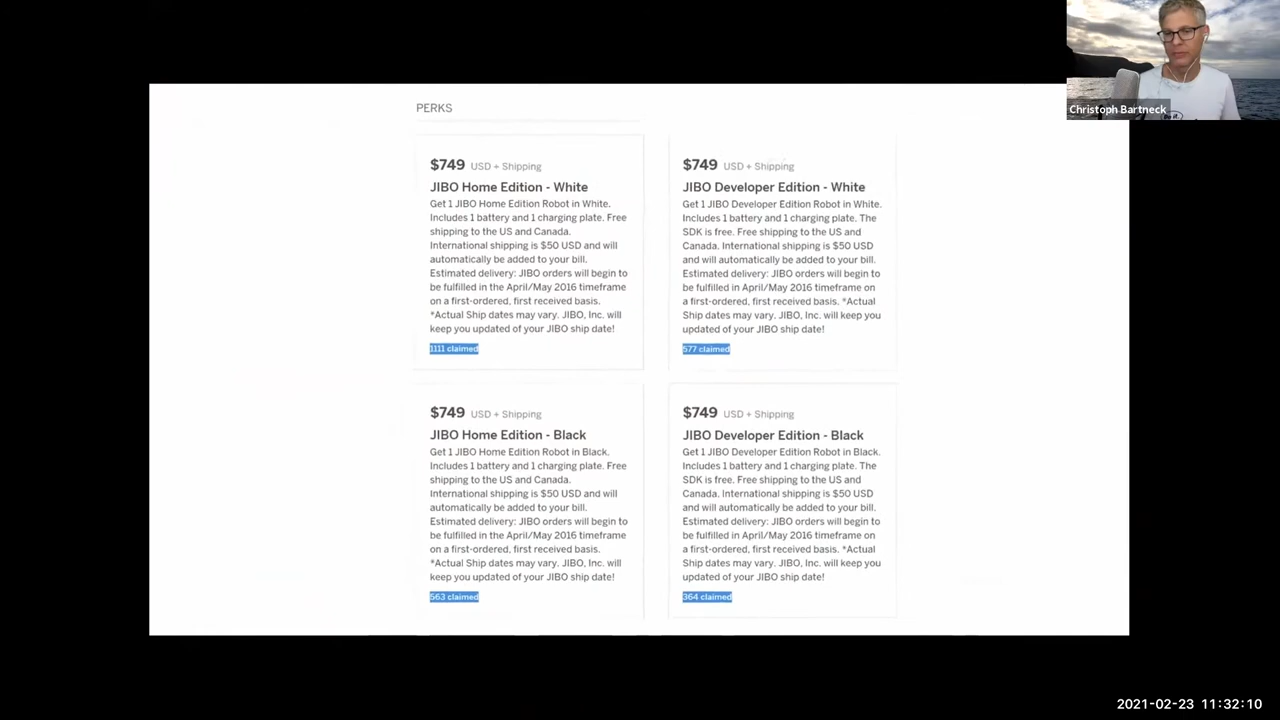 Christoph Bartneck
PERKS
$749 USD + Shipping
JIBO Home Edition - White
Get 1 JIBO Home Edition Robot in White.
Includes 1 battery and 1 charging plate. Free
shipping to the US and Canada.
International shipping is $50 USD and will
automatically be added to your bill.
Estimated delivery: JIBO orders will begin to
be fulfilled in the April/May 2016 timeframe
on a first-ordered, first received basis.
*Actual Ship dates may vary. JIBO, Inc. will
keep you updated of your JIBO ship date!
1111 claimed
$749 USD + Shipping
JIBO Developer Edition - White
Get 1 JIBO Developer Edition Robot in White.
Includes 1 battery and 1 charging plate. The
SDK is free. Free shipping to the US and
Canada. International shipping is $50 USD
and will automatically be added to your bill.
Estimated delivery: JIBO orders will begin to
be fulfilled in April/May 2016 timeframe on
a first-ordered, first received basis. *Actual
Ship dates may vary. JIBO, Inc. will keep you
updated of your JIBO ship date!
577 claimed
$749 USD + Shipping
JIBO Home Edition - Black
Get 1 JIBO Home Edition Robot in Black.
Includes 1 battery and 1 charging plate. Free
shipping to the US and Canada.
International shipping is $50 USD and will
automatically be added to your bill.
Estimated delivery: JIBO orders will begin to
be fulfilled in the April/May 2016 timeframe
on a first-ordered, first received basis.
*Actual Ship dates may vary. JIBO, Inc. will
keep you updated of your JIBO ship date!
563 claimed
$749 USD + Shipping
JIBO Developer Edition - Black
Get 1 JIBO Developer Edition Robot in Black.
Includes 1 battery and 1 charging plate. The
SDK is free. Free shipping to the US and
Canada. International shipping is $50 USD
and will automatically be added to your bill.
Estimated delivery: JIBO orders will begin to
be fulfilled in April/May 2016 timeframe on
a first-ordered, first received basis. *Actual
Ship dates may vary. JIBO, Inc. will keep you
updated of your JIBO ship date!
364 claimed
2021-02-23 11:32:10